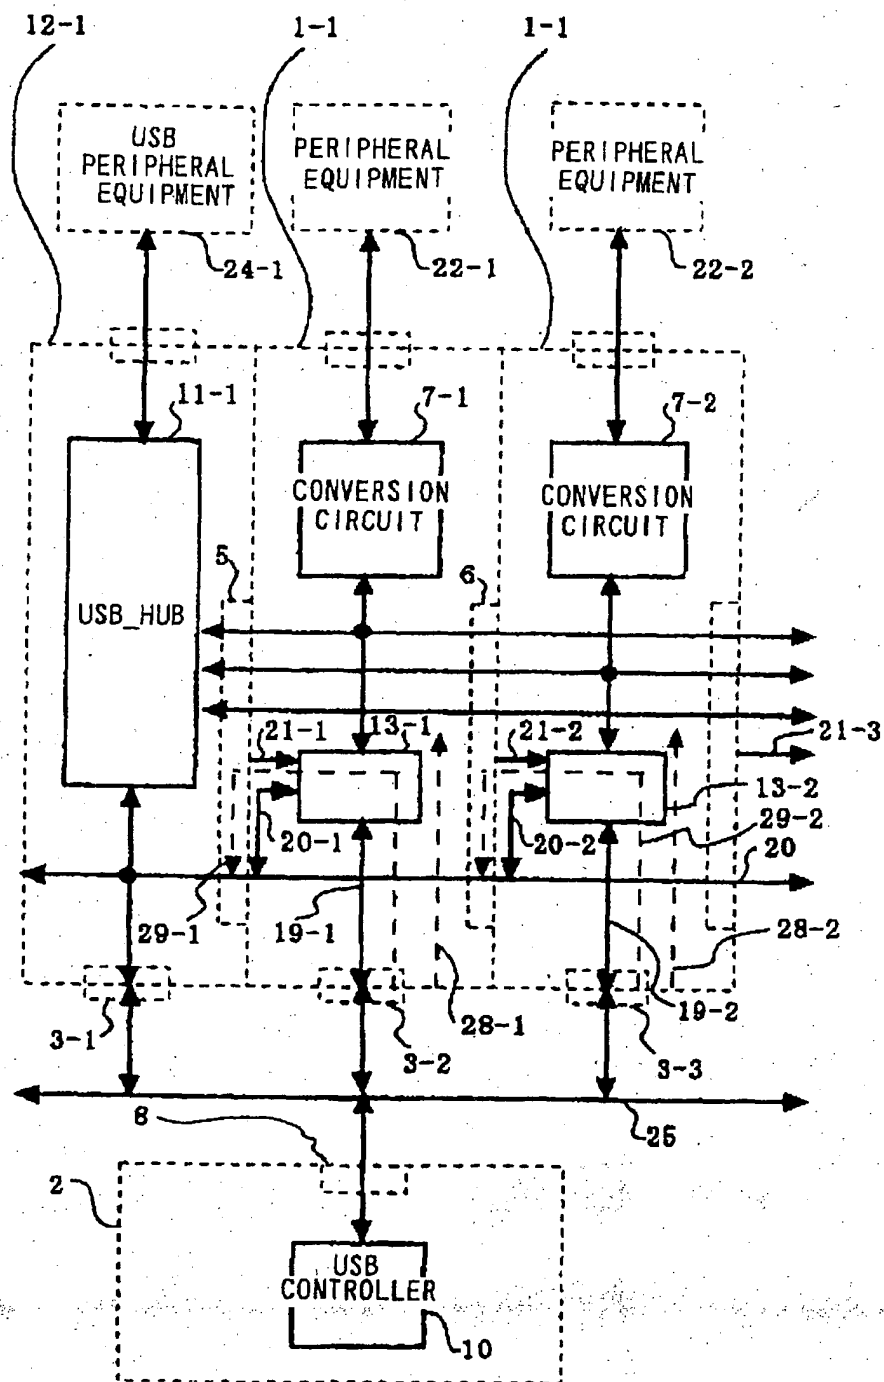 12-1
1-1
1-1
USB
PERIPHERAL
EQUIPMENT
PERIPHERAL
EQUIPMENT
PERIPHERAL
EQUIPMENT
24-1
22-1
22-2
11-1
7-1
7-2
CONVERSION
CIRCUIT
CONVERSION
CIRCUIT
5
6
USB_HUB
21-1
13-1
21-2
21-3
13-2
29-2
20-1
20-2
20
29-1
19-1
28-2
28-1
19-2
3-1
3-2
3-3
8
25
2
USB
CONTROLLER
10